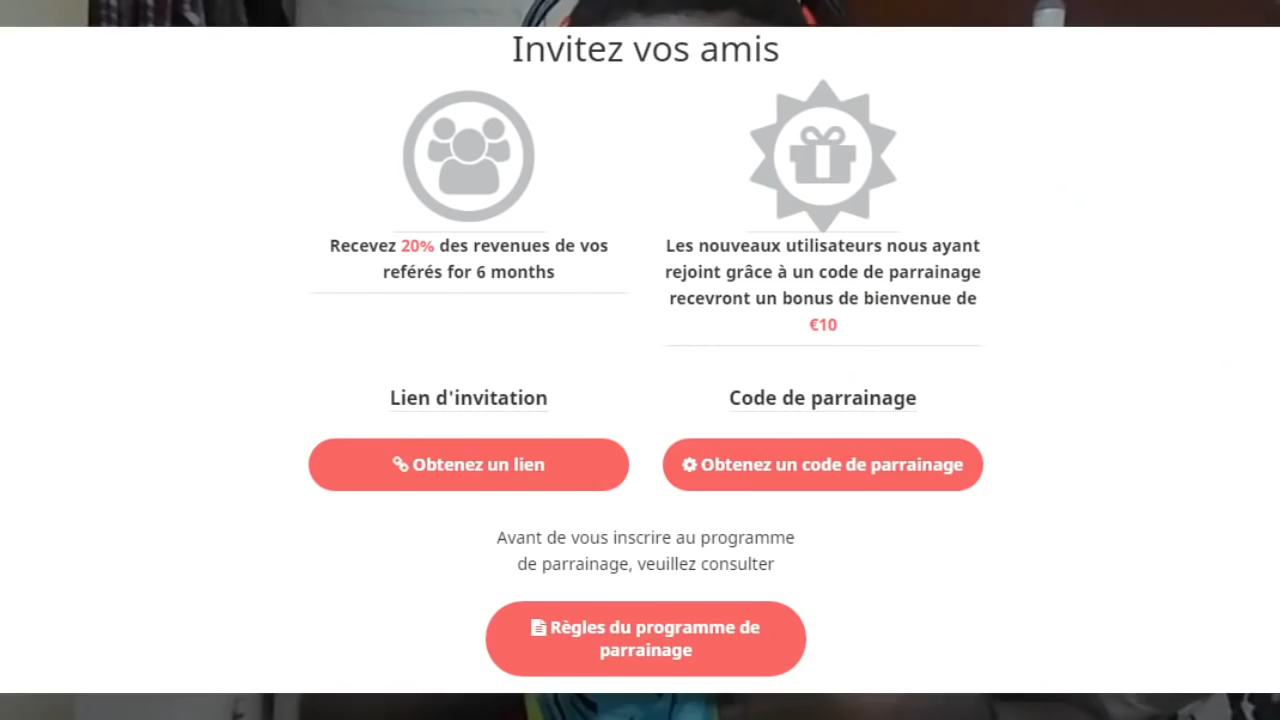 Invitez vos amis
Recevez 20% des revenues de vos
reférés for 6 months
Les nouveaux utilisateurs nous ayant
rejoint grâce à un code de parrainage
recevront un bonus de bienvenue de
€10
Lien d'invitation
Code de parrainage
Obtenez un lien
Obtenez un code de parrainage
Avant de vous inscrire au programme
de parrainage, veuillez consulter
Règles du programme de
parrainage